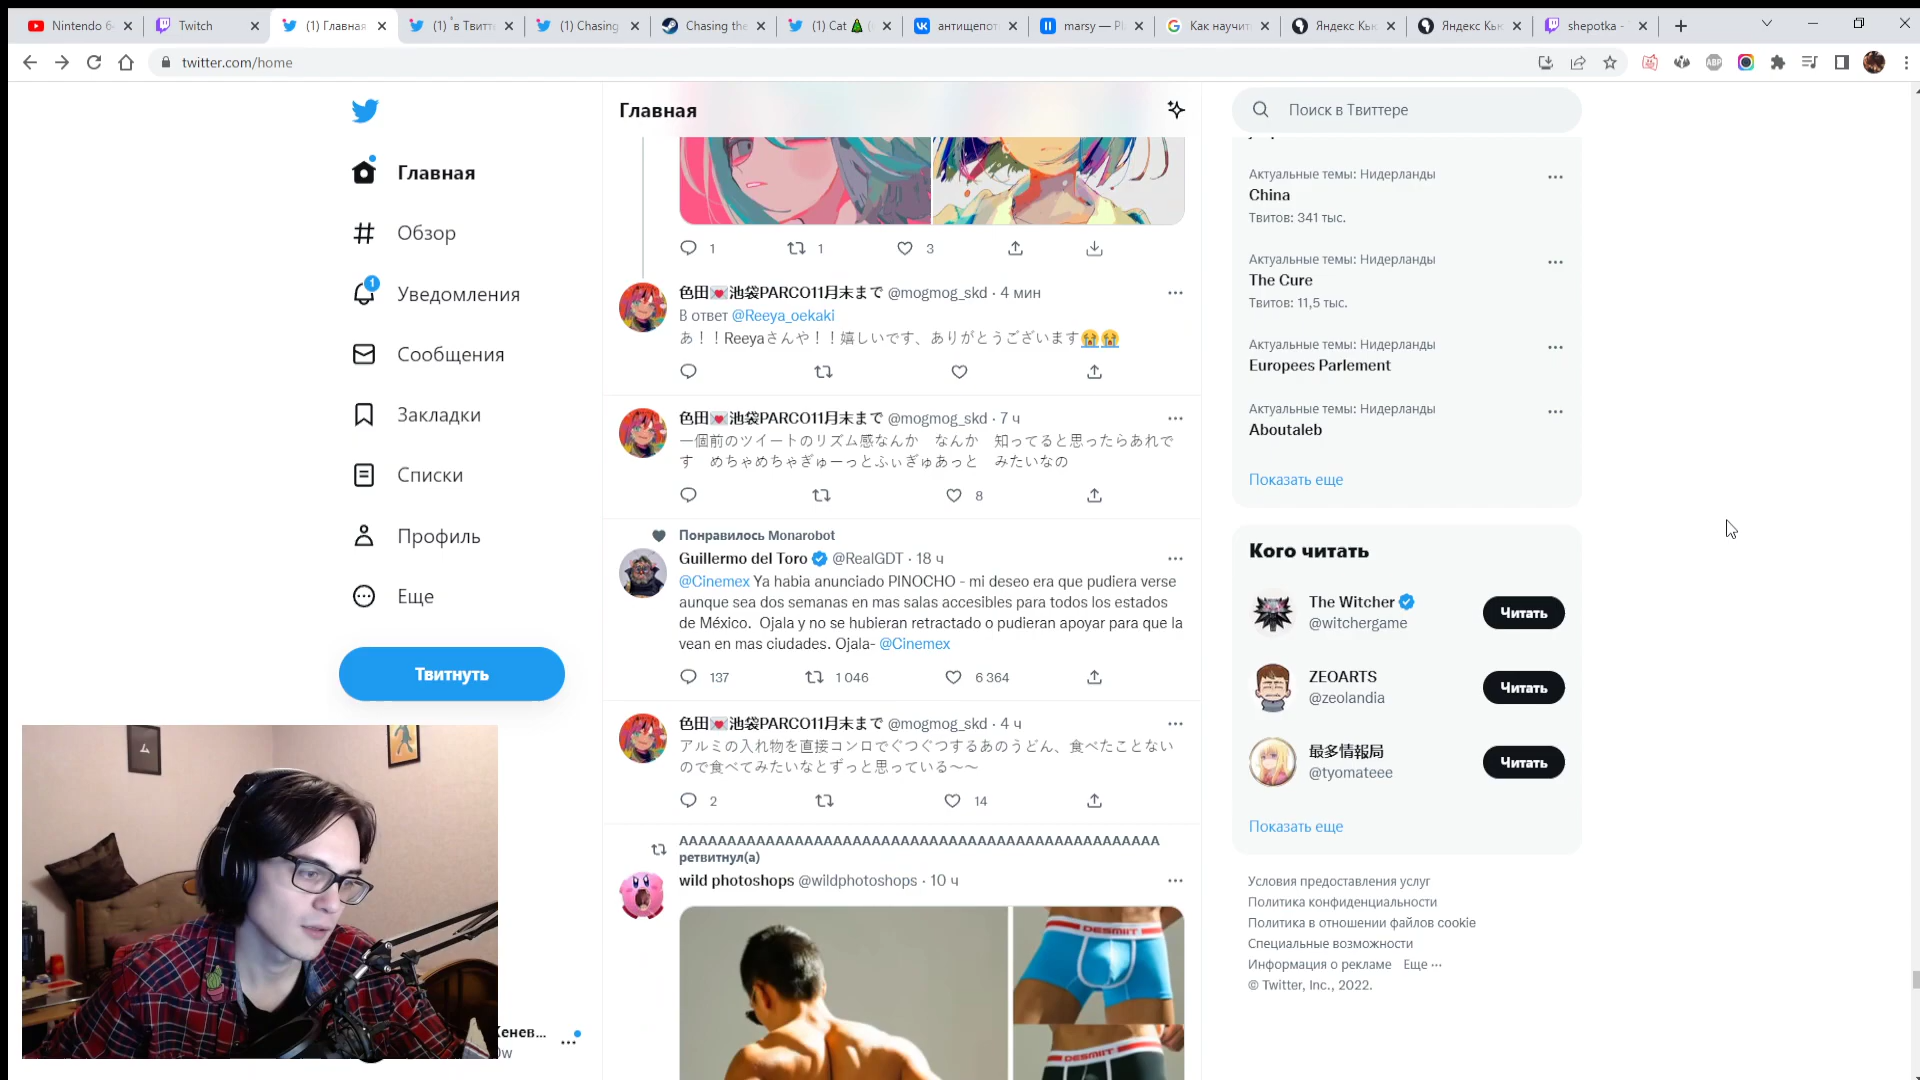 Nintendo 6
Twitch
(1) Главная
(1) в Твитт
(1) Chasing
Chasing the
(1) Cat
антищепот
marsy — Pl
Как научит
Яндекс Кью
Яндекс Кью
shepotka -
twitter.com/home
ABP
Главная
Поиск в Твиттере
Главная
Обзор
1
Уведомления
Сообщения
Закладки
Списки
Профиль
Еще
Твитнуть
1
1
3
色田💌池袋PARCO11月末まで @mogmog_skd · 4 мин
В ответ @Reeya_oekaki
あ！！Reeyaさんや！！嬉しいです、ありがとうございます😭😭
色田💌池袋PARCO11月末まで @mogmog_skd · 7 ч
一個前のツイートのリズム感なんか　なんか　知ってると思ったらあれで
す　めちゃめちゃぎゅーっとふぃぎゅあっと　みたいなの
8
Понравилось Monarobot
Guillermo del Toro @RealGDT · 18 ч
@Cinemex Ya habia anunciado PINOCHO - mi deseo era que pudiera verse
aunque sea dos semanas en mas salas accesibles para todos los estados
de México. Ojala y no se hubieran retractado o pudieran apoyar para que la
vean en mas ciudades. Ojala- @Cinemex
137
1 046
6 364
色田💌池袋PARCO11月末まで @mogmog_skd · 4 ч
アルミの入れ物を直接コンロでぐつぐつするあのうどん、食べたことない
ので食べてみたいなとずっと思っている〜〜
2
14
AAAAAAAAAAAAAAAAAAAAAAAAAAAAAAAAAAAAAAAAAAAAAAAAAA
ретвитнул(а)
wild photoshops @wildphotoshops · 10 ч
DESMIIT
DESMIIT
Актуальные темы: Нидерланды
China
Твитов: 341 тыс.
Актуальные темы: Нидерланды
The Cure
Твитов: 11,5 тыс.
Актуальные темы: Нидерланды
Europees Parlement
Актуальные темы: Нидерланды
Aboutaleb
Показать еще
Кого читать
The Witcher
@witchergame
Читать
ZEOARTS
@zeolandia
Читать
最多情報局
@tyomateee
Читать
Показать еще
Условия предоставления услуг
Политика конфиденциальности
Политика в отношении файлов cookie
Специальные возможности
Информация о рекламе Еще ···
© Twitter, Inc., 2022.